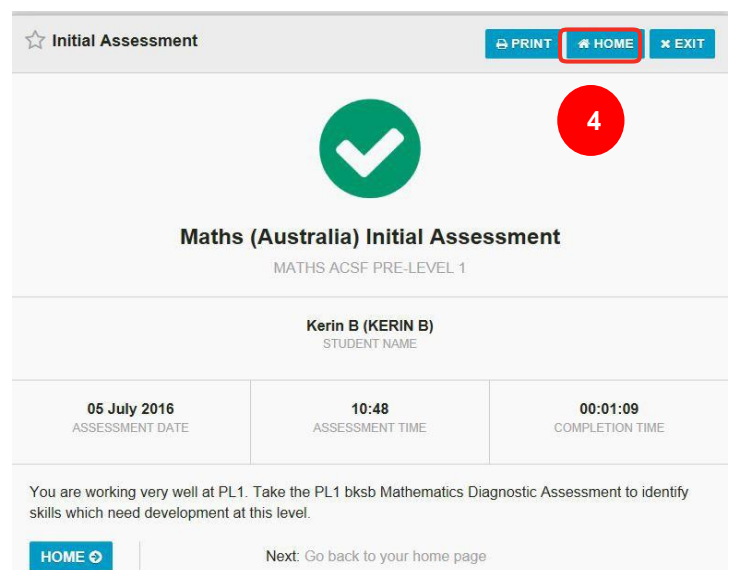 Initial Assessment
PRINT HOME EXIT
4
Maths (Australia) Initial Assessment
MATHS ACSF PRE-LEVEL 1
Kerin B (KERIN B)
STUDENT NAME
05 July 2016 10:48 00:01:09
ASSESSMENT DATE ASSESSMENT TIME COMPLETION TIME
You are working very well at PL1. Take the PL1 bksb Mathematics Diagnostic Assessment to identify
skills which need development at this level.
HOME Next: Go back to your home page